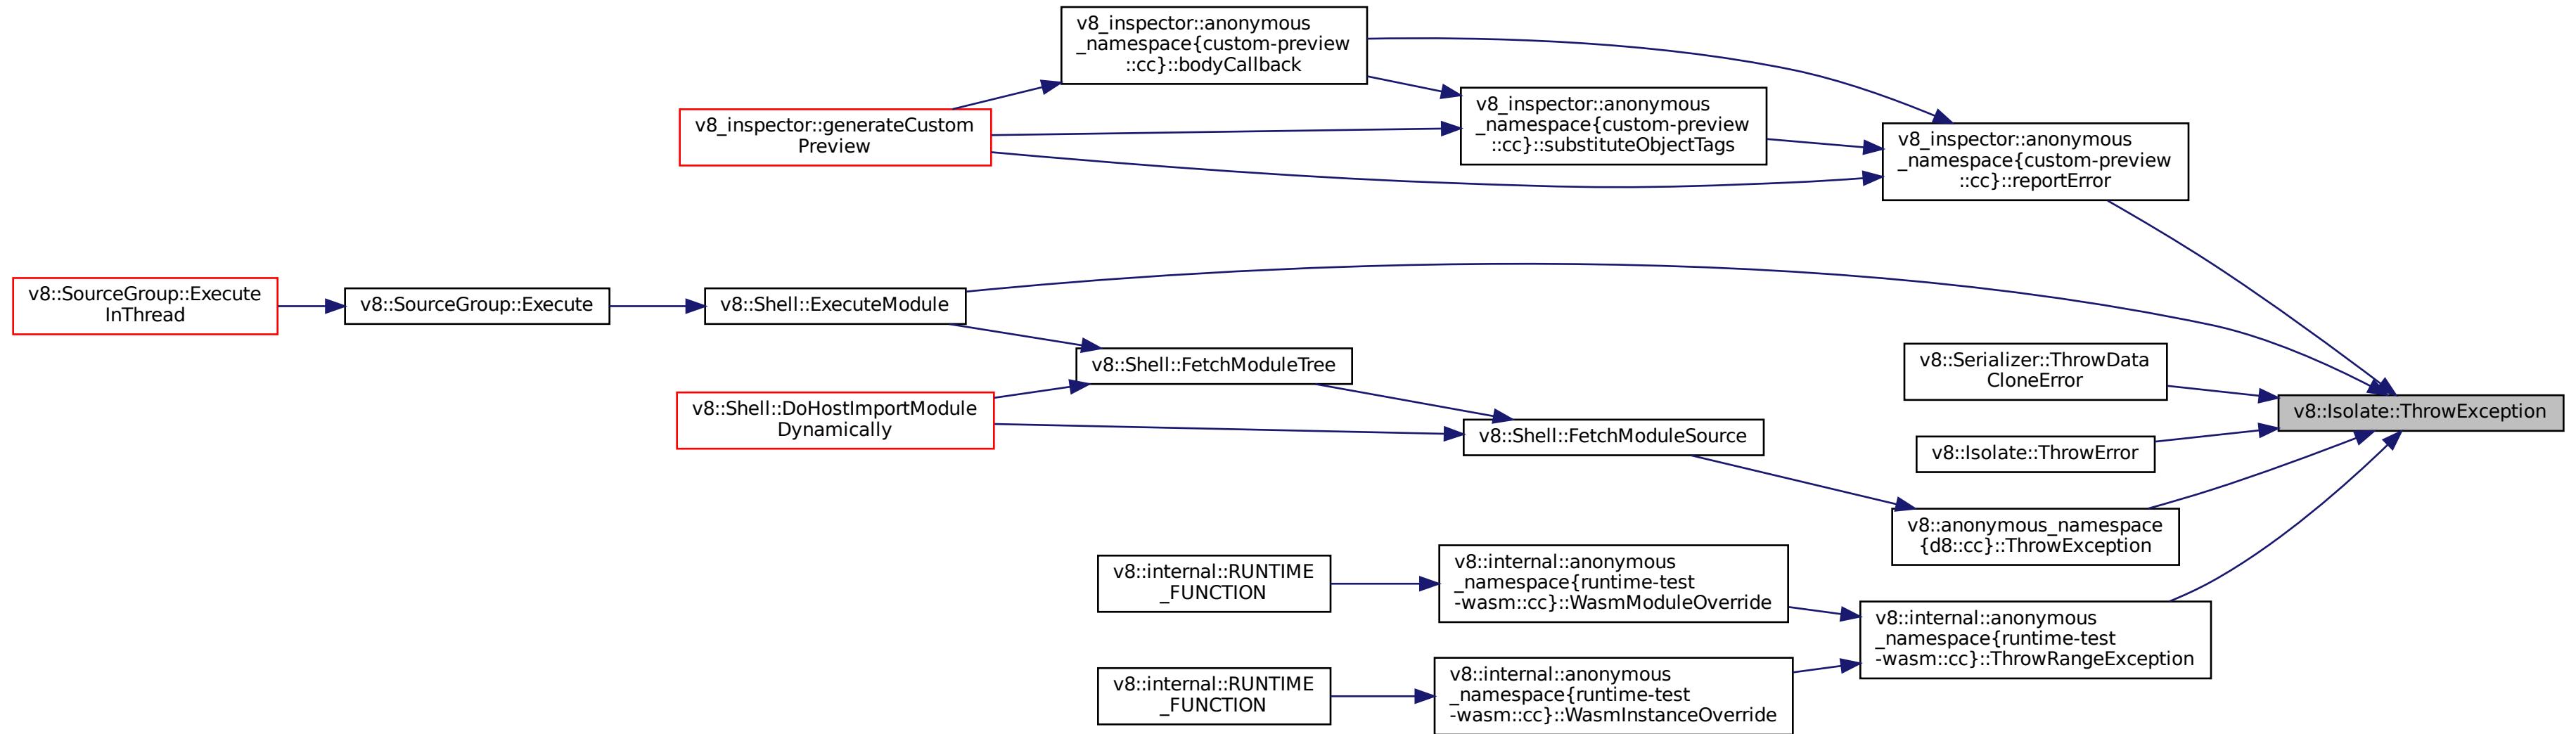 v8_inspector::anonymous
_namespace{custom-preview
::cc}::bodyCallback
v8_inspector::anonymous
_namespace{custom-preview
::cc}::substituteObjectTags
v8_inspector::generateCustom
Preview
v8_inspector::anonymous
_namespace{custom-preview
::cc}::reportError
v8::SourceGroup::Execute
InThread
v8::SourceGroup::Execute
v8::Shell::ExecuteModule
v8::Shell::FetchModuleTree
v8::Serializer::ThrowData
CloneError
v8::Shell::DoHostImportModule
Dynamically
v8::Isolate::ThrowException
v8::Shell::FetchModuleSource
v8::Isolate::ThrowError
v8::anonymous_namespace
{d8::cc}::ThrowException
v8::internal::RUNTIME
_FUNCTION
v8::internal::anonymous
_namespace{runtime-test
-wasm::cc}::WasmModuleOverride
v8::internal::anonymous
_namespace{runtime-test
-wasm::cc}::ThrowRangeException
v8::internal::RUNTIME
_FUNCTION
v8::internal::anonymous
_namespace{runtime-test
-wasm::cc}::WasmInstanceOverride